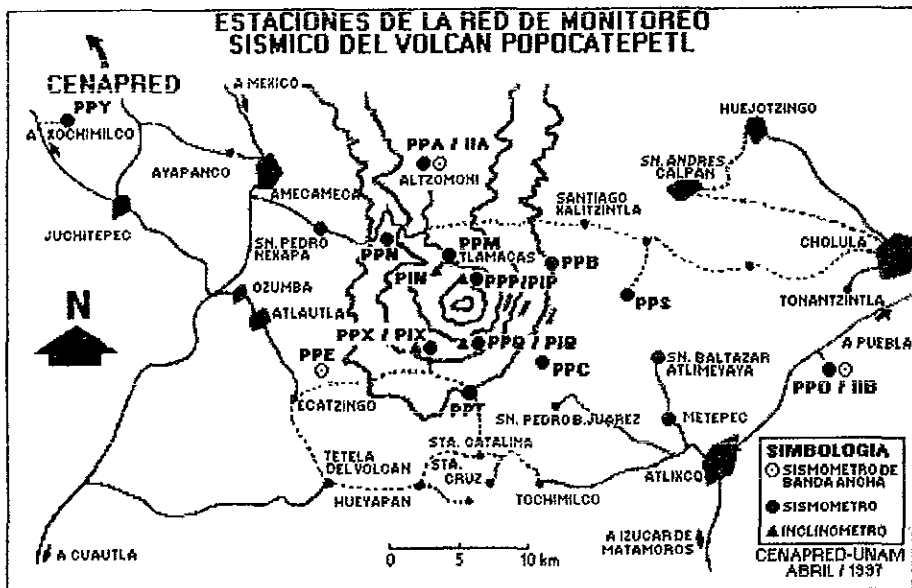 ESTACIONES DE LA RED DE MONITOREO
SISMICO DEL VOLCAN POPOCATEPETL
CENAPRED
PPY
A XOCHIMILCO
A MEXICO
AYAPANCO
AMECAMECA
JUCHITEPEC
SN. PEDRO
NEXAPA
OZUMBA
ATLAUTLA
N
PPA / IIA
ALTZOMONI
PPN
PPM
TLAMACAS
PIN
PPP/PIP
PPB
SANTIAGO
XALITZINTLA
SN. ANDRES
CALPAN
HUEJOTZINGO
CHOLULA
TONANTZINTLA
PPS
A PUEBLA
PPX / PIX
PPQ / PIQ
PPE
PPC
PPT
ECATZINGO
SN. BALTAZAR
ATLIMEYAYA
PPO / IIB
SN. PEDRO B. JUAREZ
METEPEC
STA. CATALINA
TETELA
DEL VOLCAN
STA.
CRUZ
HUEYAPAN
TOCHIMILCO
ATLIXCO
A CUAUTLA
A IZUCAR DE
MATAMOROS
0 5 10 km
SIMBOLOGIA
SISMOMETRO DE
BANDA ANCHA
SISMOMETRO
INCLINOMETRO
CENAPRED-UNAM
ABRIL / 1997